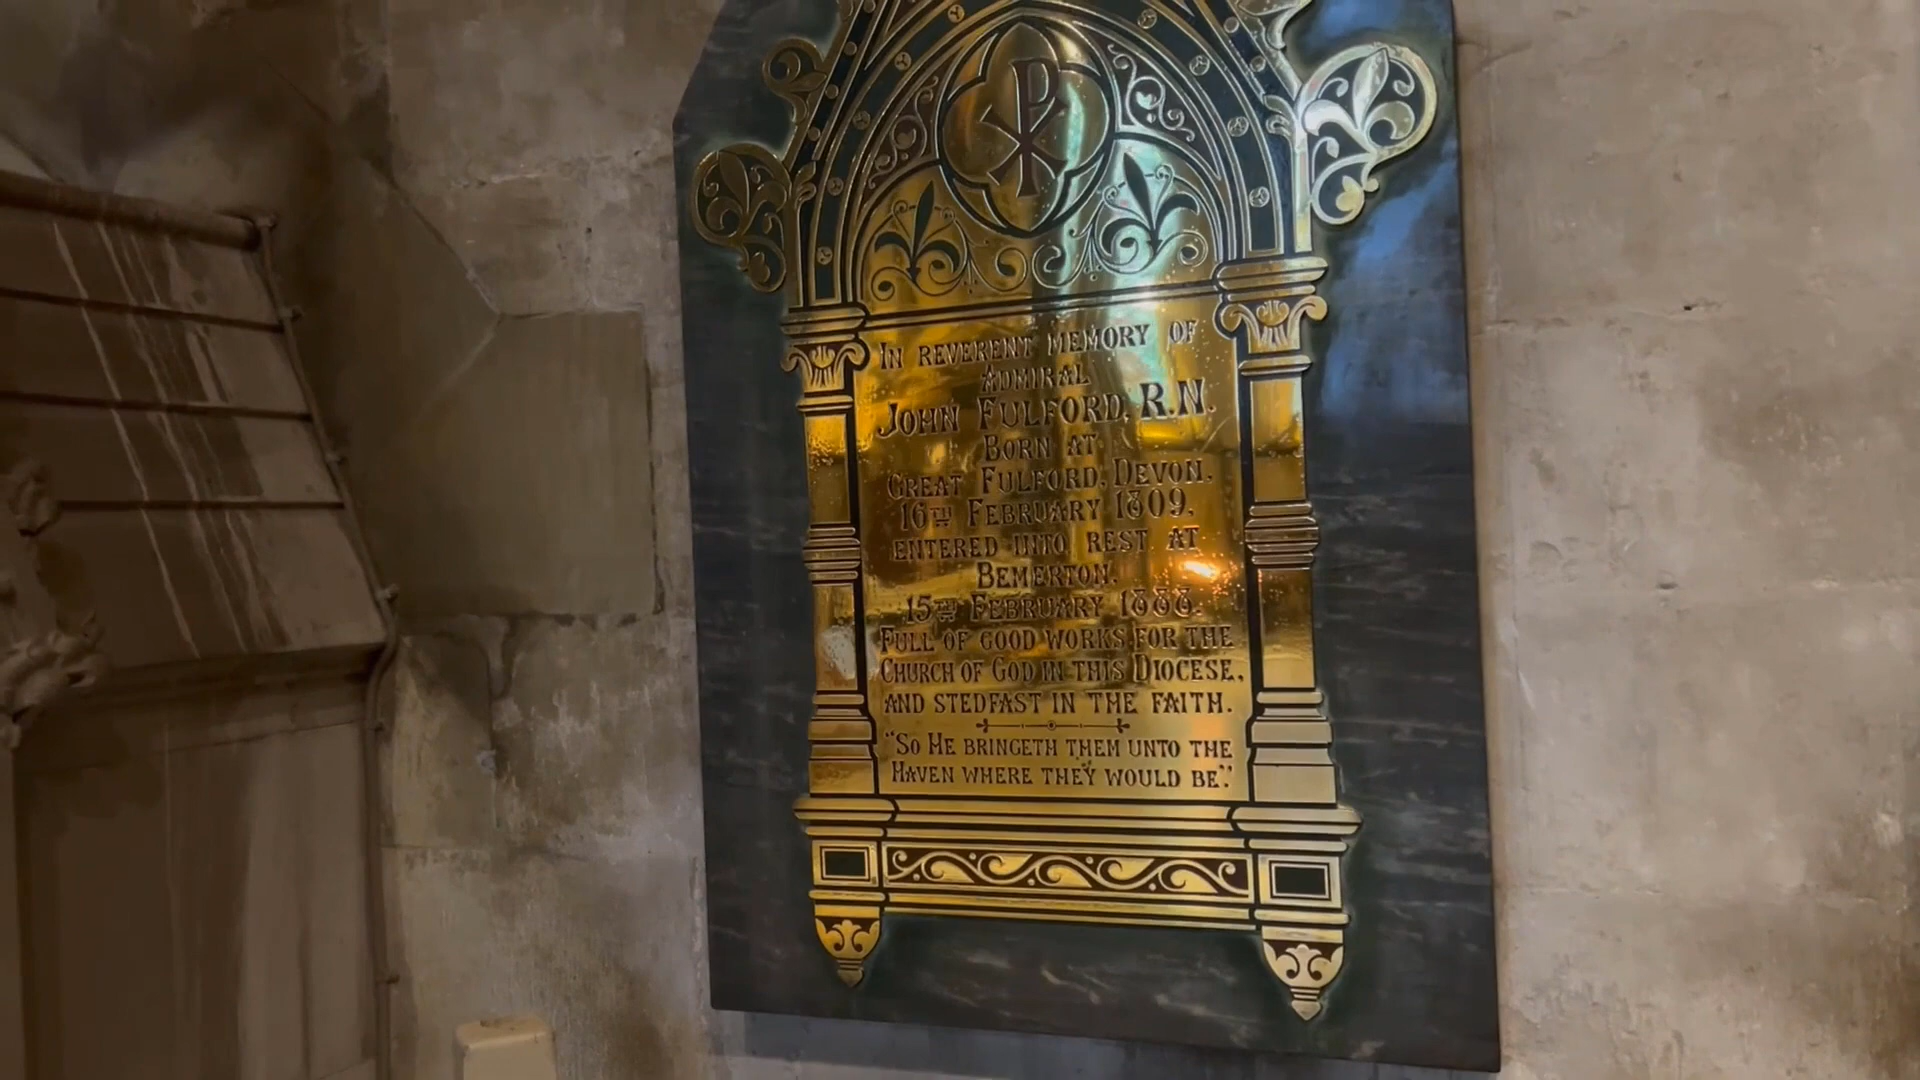 In reverent memory of
Admiral
John Fulford, R.N.
Born at
Great Fulford, Devon,
16th February 1809,
entered into rest at
Bemerton,
15th February 1888.
Full of good works for the
Church of God in this Diocese,
and stedfast in the faith.
"So He bringeth them unto the
Haven where they would be."